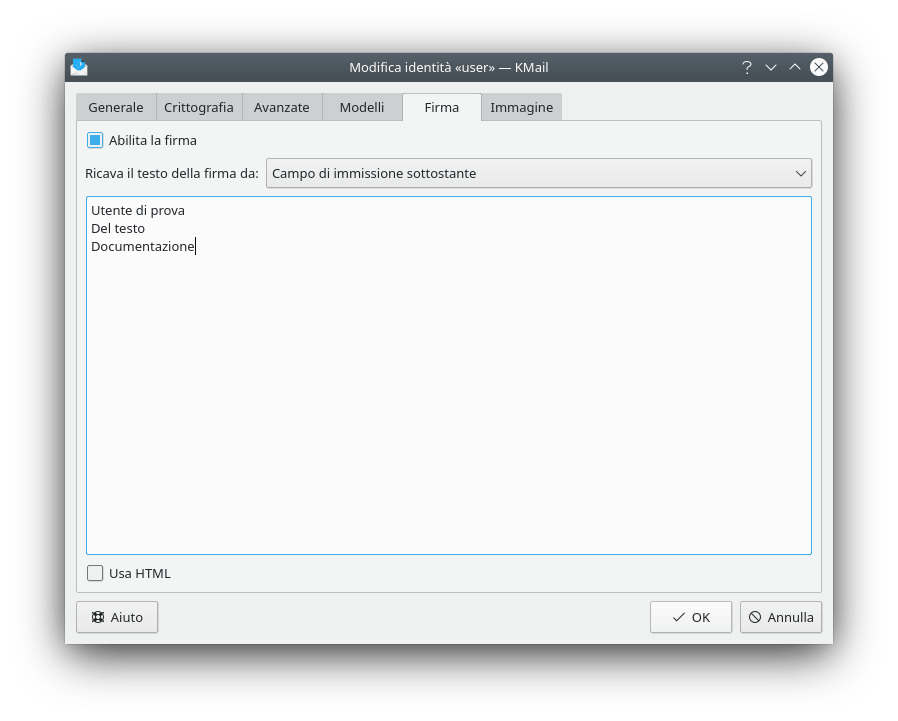 Modifica identità «user» — KMail
Generale Crittografia Avanzate Modelli Firma Immagine
Abilita la firma
Ricava il testo della firma da: Campo di immissione sottostante
Utente di prova
Del testo
Documentazione
Usa HTML
Aiuto OK Annulla